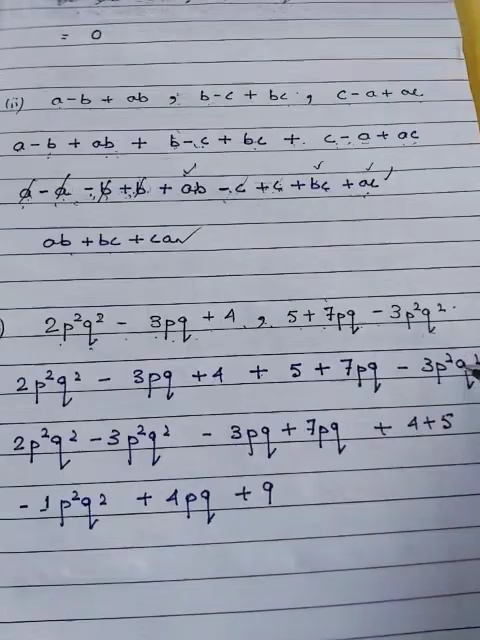 = 0
(ii) a-b + ab , b-c + bc , c-a + ac
a-b + ab + b-c + bc + c-a + ac
a - a - b + b + ab - c + c + bc + ac
ab + bc + ca
) 2p²q² - 3pq + 4 , 5 + 7pq - 3p²q² .
2p²q² - 3pq + 4 + 5 + 7pq - 3p²q²
2p²q² - 3p²q² - 3pq + 7pq + 4 + 5
- 1p²q² + 4pq + 9